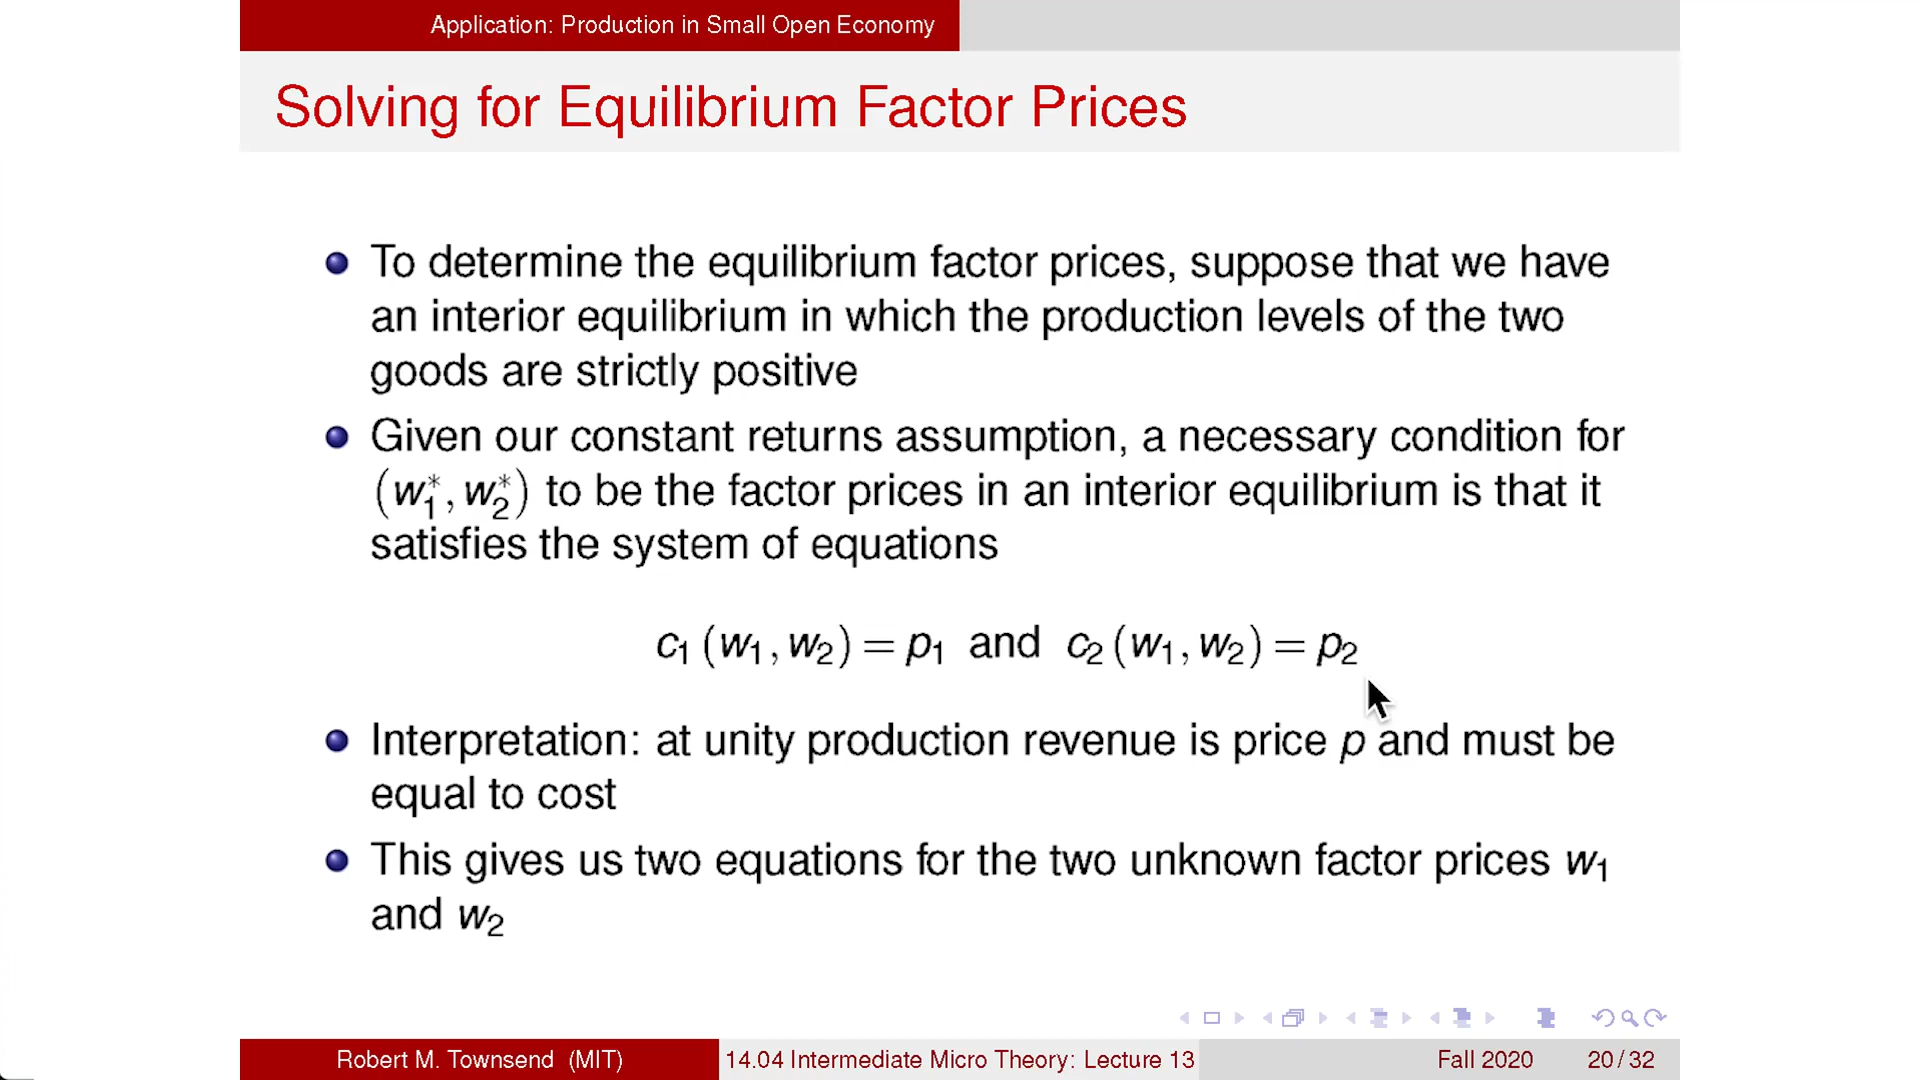 Application: Production in Small Open Economy
Solving for Equilibrium Factor Prices
To determine the equilibrium factor prices, suppose that we have
an interior equilibrium in which the production levels of the two
goods are strictly positive
Given our constant returns assumption, a necessary condition for
(w₁*, w₂*) to be the factor prices in an interior equilibrium is that it
satisfies the system of equations
c₁ (w₁, w₂) = p₁ and c₂ (w₁, w₂) = p₂
Interpretation: at unity production revenue is price p and must be
equal to cost
This gives us two equations for the two unknown factor prices w₁
and w₂
Robert M. Townsend (MIT) 14.04 Intermediate Micro Theory: Lecture 13 Fall 2020 20 / 32